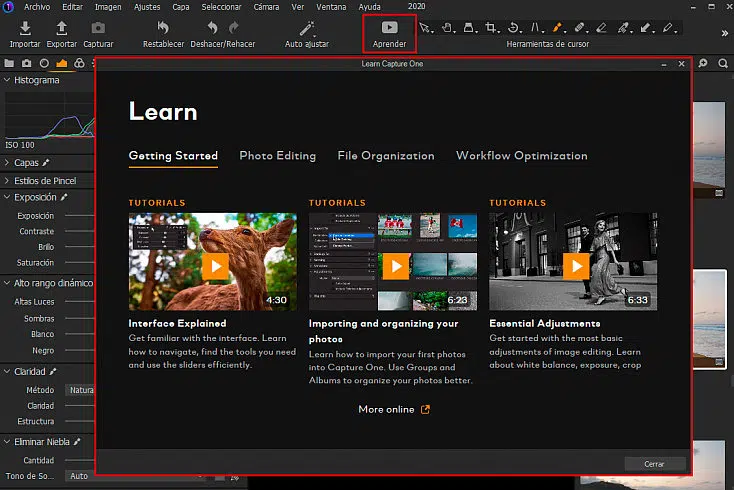 1 Archivo Editar Imagen Ajustes Capa Seleccionar Cámara Ver Ventana Ayuda 2020
Importar Exportar Capturar Restablecer Deshacer/Rehacer Auto ajustar Aprender Herramientas de cursor
Learn Capture One
Histograma
ISO 100
Capas
Estilos de Pincel
Exposición
Exposición
Contraste
Brillo
Saturación
Alto rango dinámico
Altas Luces
Sombras
Blanco
Negro
Claridad
Método Natura
Claridad
Estructura
Eliminar Niebla
Cantidad
Tono de So... Auto
Learn
Getting Started Photo Editing File Organization Workflow Optimization
TUTORIALS
4:30
Interface Explained
Get familiar with the interface. Learn
how to navigate, find the tools you need
and use the sliders efficiently.
TUTORIALS
6:23
Importing and organizing your
photos
Learn how to import your first photos
into Capture One. Use Groups and
Albums to organize your photos better.
TUTORIALS
6:33
Essential Adjustments
Get started with the most basic
adjustments of image editing. Learn
about white balance, exposure, crop
More online
Cerrar